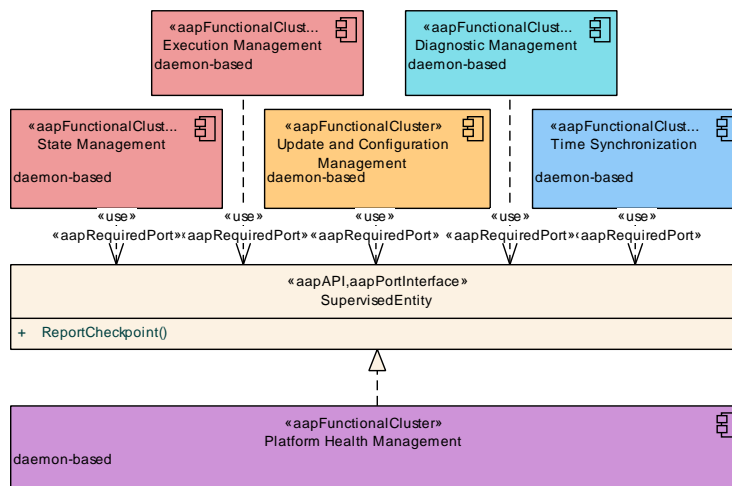 «aapFunctionalClust...
Execution Management
daemon-based
«aapFunctionalClust...
Diagnostic Management
daemon-based
«aapFunctionalClust...
State Management
daemon-based
«aapFunctionalCluster»
Update and Configuration
Management
daemon-based
«aapFunctionalClust...
Time Synchronization
daemon-based
«use»
«aapRequiredPort»
«use»
«aapRequiredPort»
«use»
«aapRequiredPort»
«use»
«aapRequiredPort»
«use»
«aapRequiredPort»
«aapAPI,aapPortInterface»
SupervisedEntity
+ ReportCheckpoint()
«aapFunctionalCluster»
Platform Health Management
daemon-based